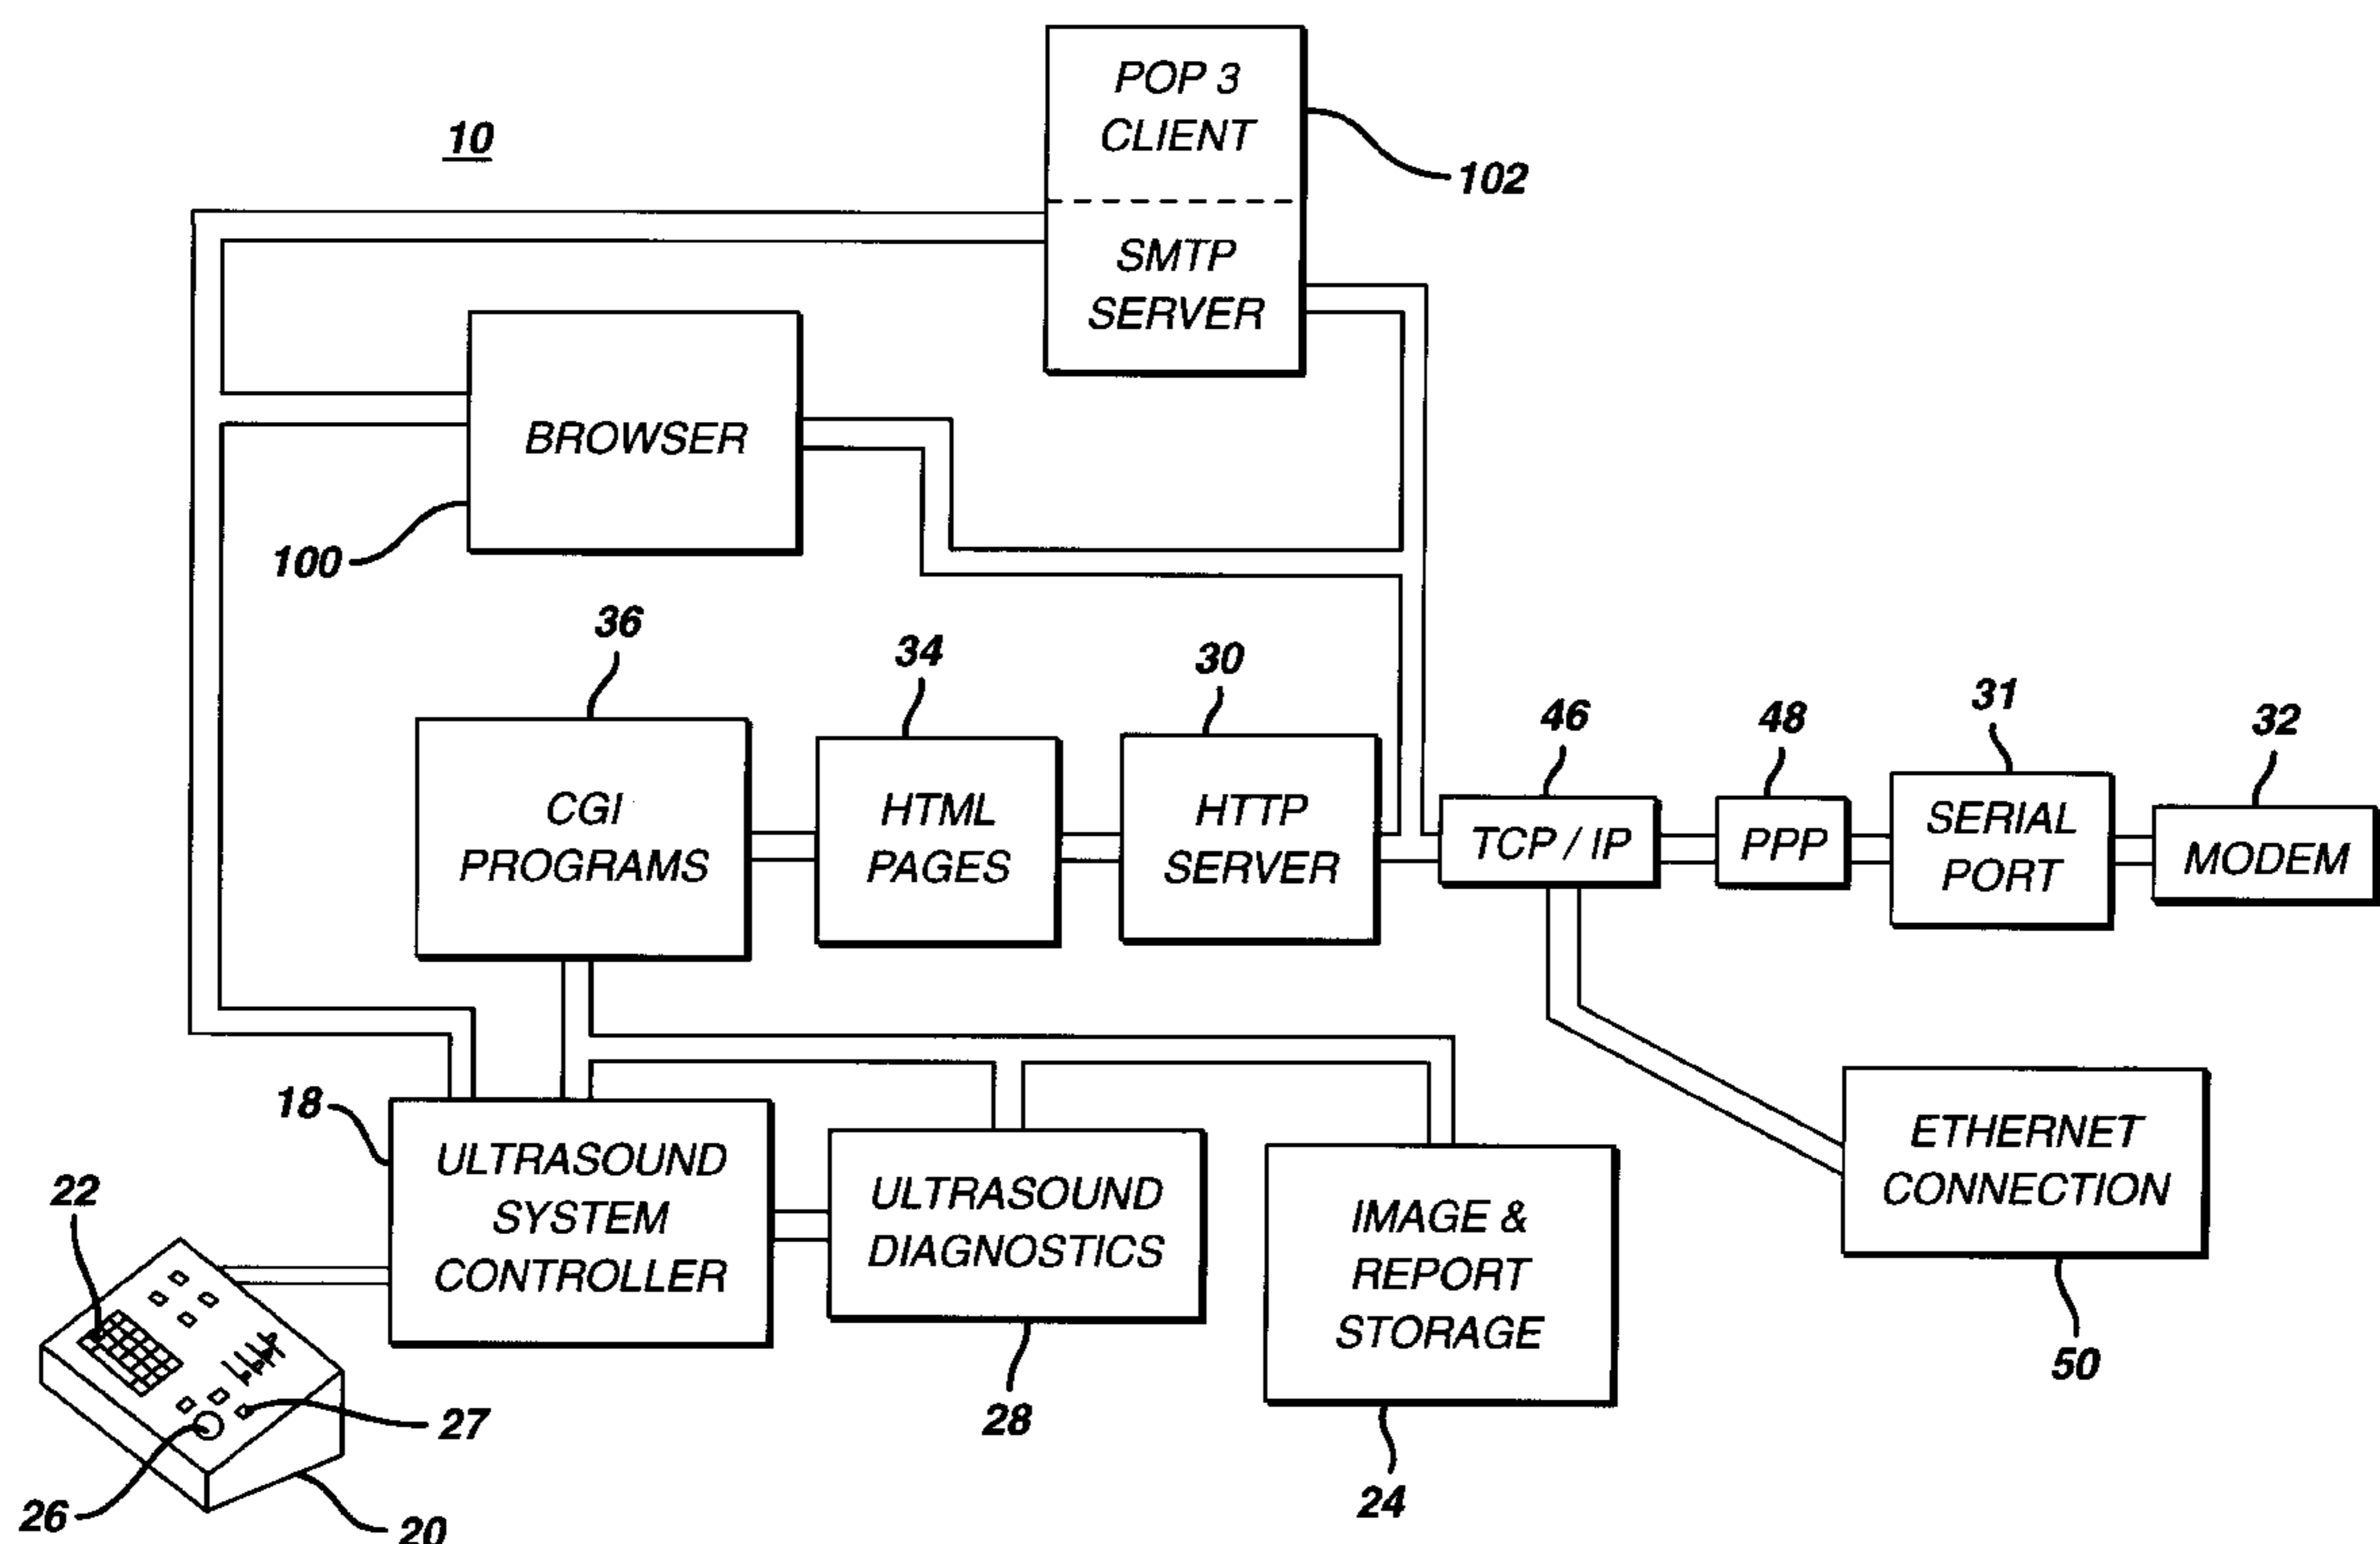 POP 3
CLIENT
10
102
SMTP
SERVER
BROWSER
100
36
34
30
46
48
31
32
CGI
PROGRAMS
HTML
PAGES
HTTP
SERVER
TCP / IP
PPP
SERIAL
PORT
MODEM
18
ULTRASOUND
SYSTEM
CONTROLLER
ULTRASOUND
DIAGNOSTICS
IMAGE &
REPORT
STORAGE
ETHERNET
CONNECTION
22
27
28
50
26
20
24